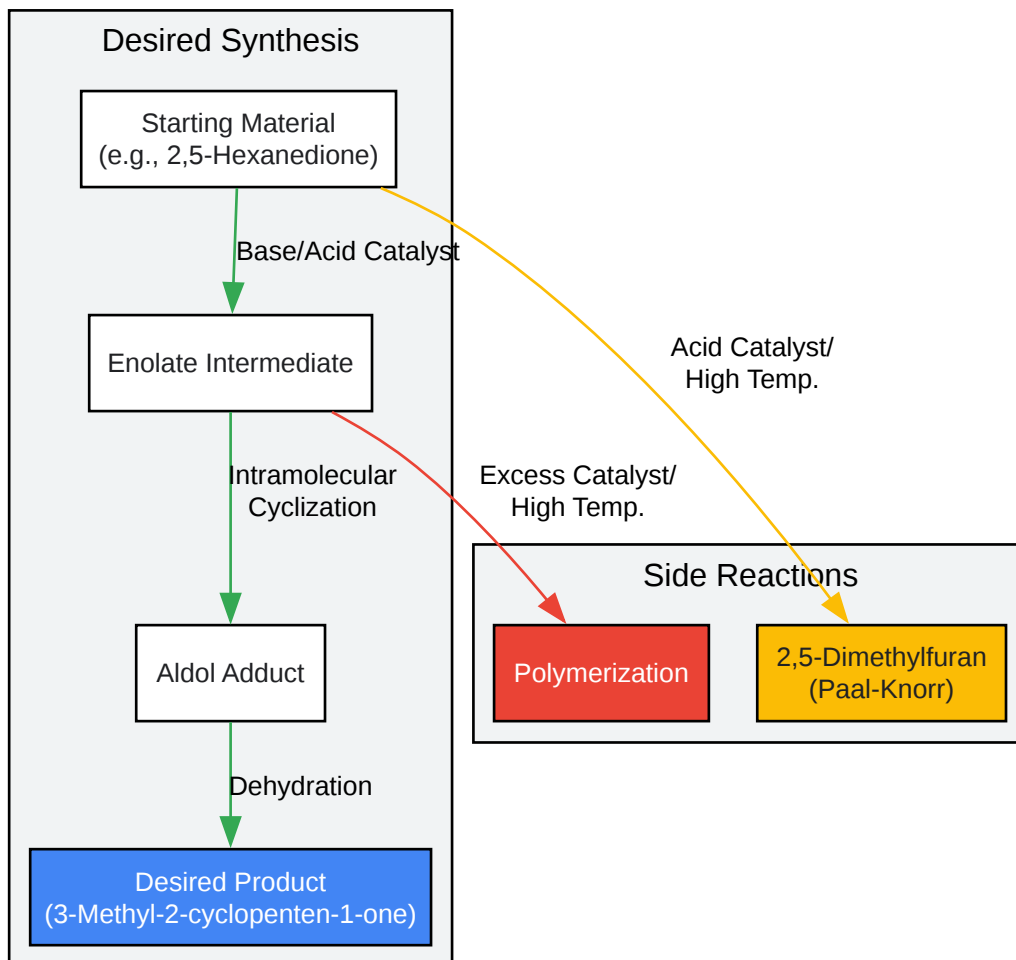 Desired Synthesis
Starting Material
(e.g., 2,5-Hexanedione)
Base/Acid Catalyst
Enolate Intermediate
Acid Catalyst/
High Temp.
Intramolecular
Cyclization
Excess Catalyst/
High Temp.
Side Reactions
Aldol Adduct
Polymerization
2,5-Dimethylfuran
(Paal-Knorr)
Dehydration
Desired Product
(3-Methyl-2-cyclopenten-1-one)